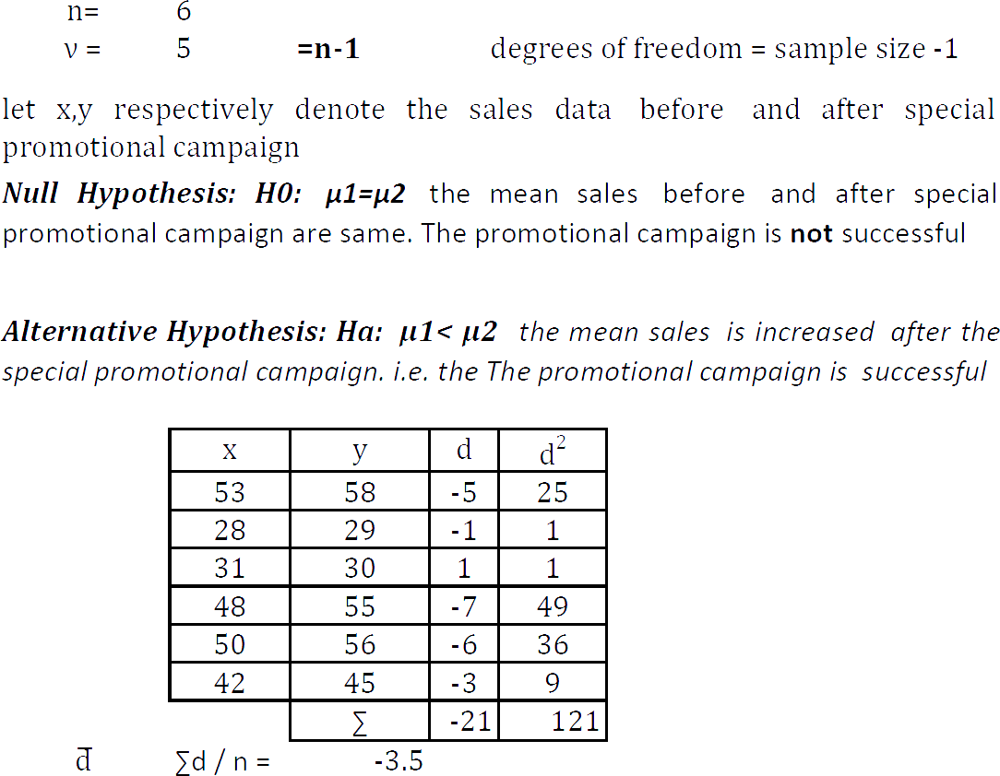 n= 6
ν = 5 =n-1 degrees of freedom = sample size -1
let x,y respectively denote the sales data before and after special
promotional campaign
Null Hypothesis: H0: μ1=μ2 the mean sales before and after special
promotional campaign are same. The promotional campaign is not successful
Alternative Hypothesis: Ha: μ1< μ2 the mean sales is increased after the
special promotional campaign. i.e. the The promotional campaign is successful
x y d d²
53 58 -5 25
28 29 -1 1
31 30 1 1
48 55 -7 49
50 56 -6 36
42 45 -3 9
∑ -21 121
d̅ ∑d / n = -3.5